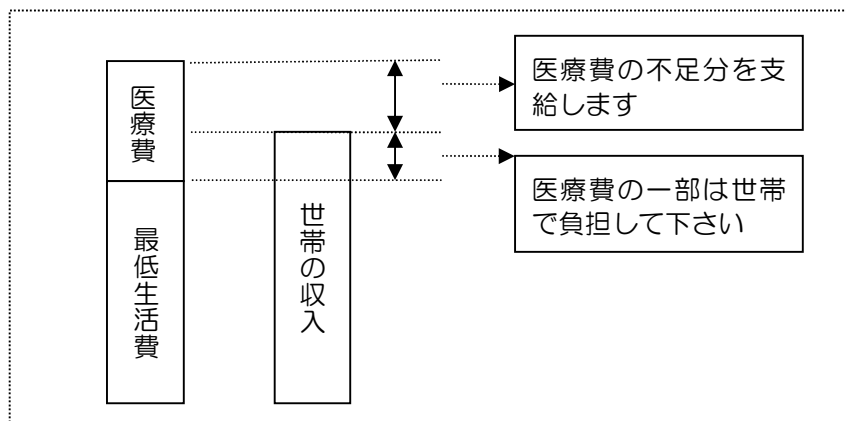 医療費
最低生活費
世帯の収入
医療費の不足分を支
給します
医療費の一部は世帯
で負担して下さい